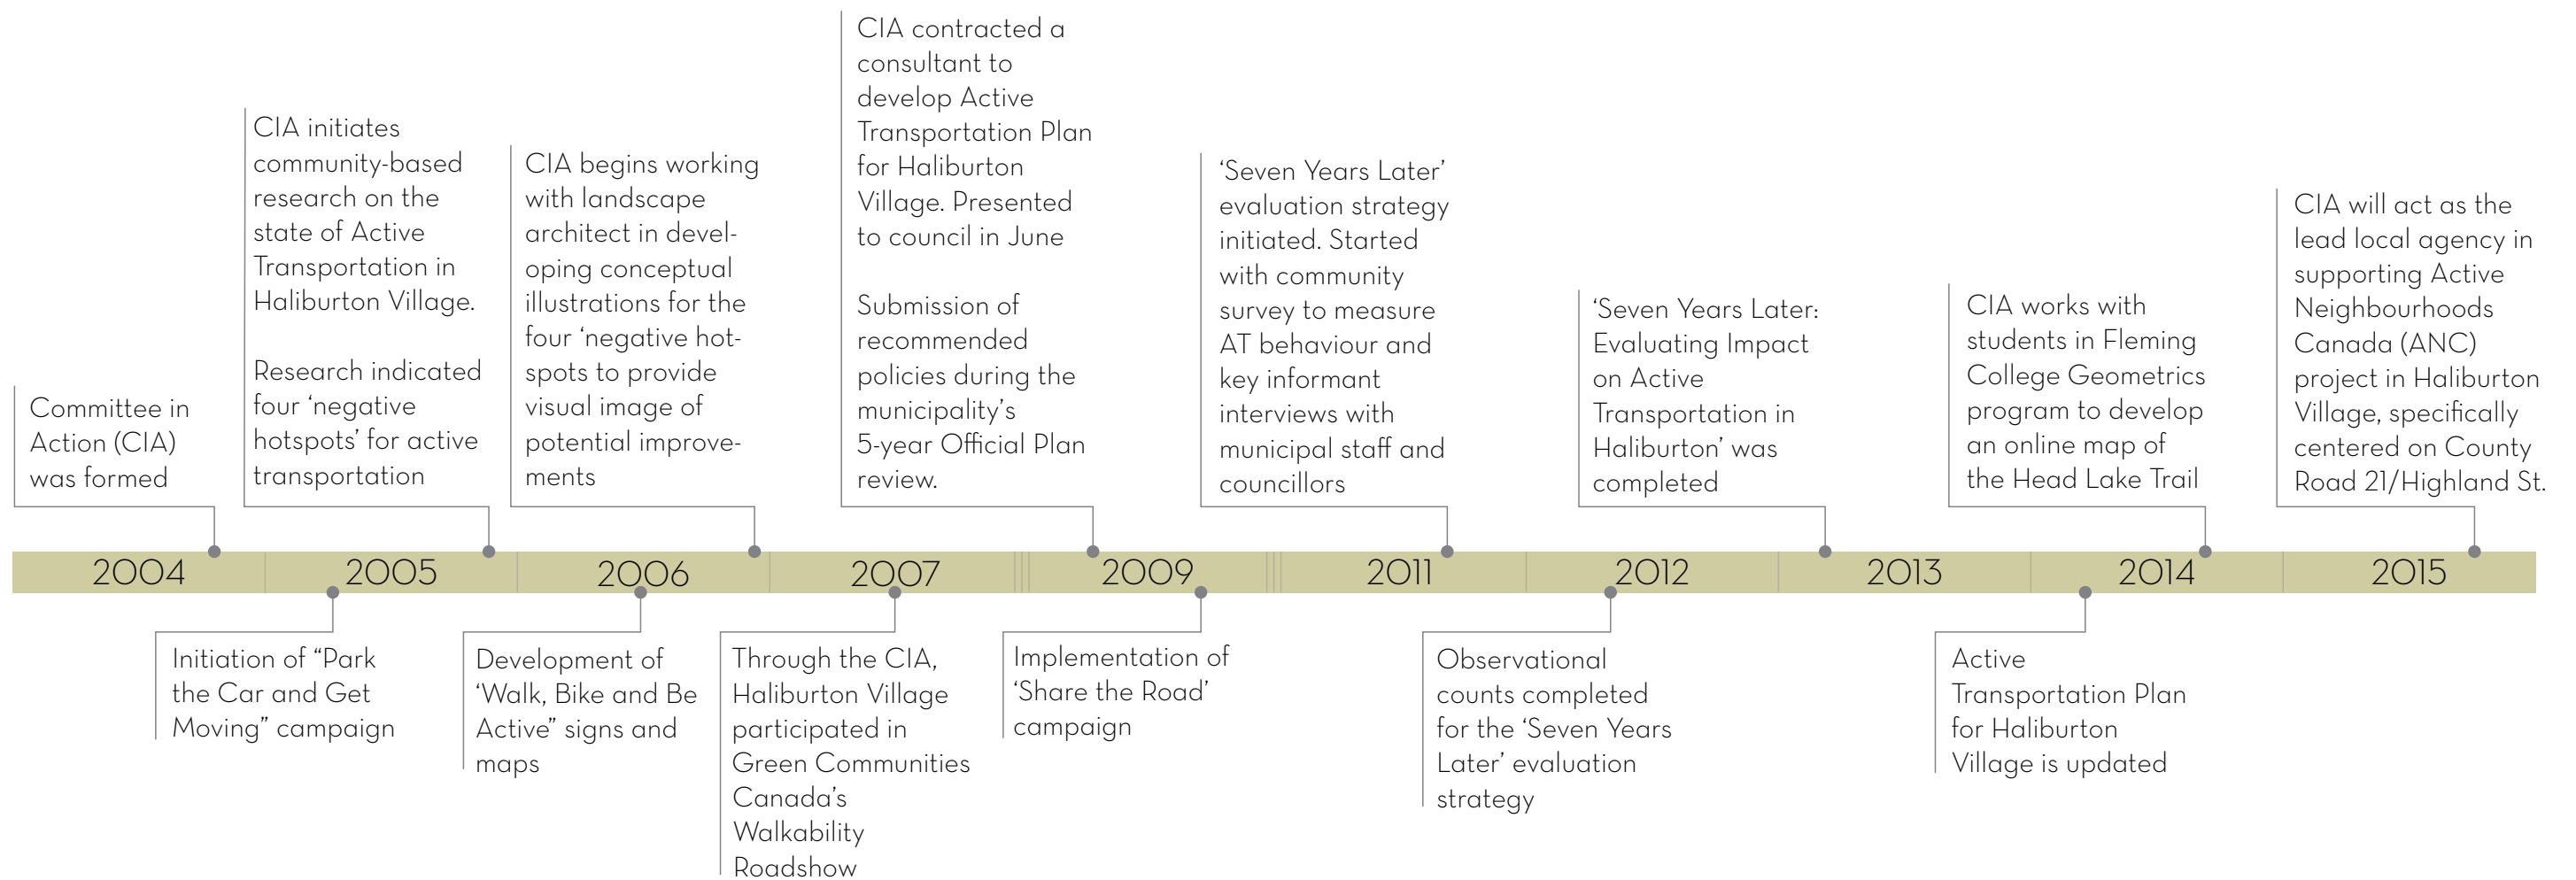 CIA contracted a
consultant to
develop Active
Transportation Plan
for Haliburton
Village. Presented
to council in June
Submission of
recommended
policies during the
municipality's
5-year Official Plan
review.
CIA initiates
community-based
research on the
state of Active
Transportation in
Haliburton Village.
Research indicated
four ‘negative
hotspots’ for active
transportation
CIA begins working
with landscape
architect in devel-
oping conceptual
illustrations for the
four ‘negative hot-
spots to provide
visual image of
potential improve-
ments
‘Seven Years Later’
evaluation strategy
initiated. Started
with community
survey to measure
AT behaviour and
key informant
interviews with
municipal staff and
councillors
CIA will act as the
lead local agency in
supporting Active
Neighbourhoods
Canada (ANC)
project in Haliburton
Village, specifically
centered on County
Road 21/Highland St.
‘Seven Years Later:
Evaluating Impact
on Active
Transportation in
Haliburton’ was
completed
CIA works with
students in Fleming
College Geometrics
program to develop
an online map of
the Head Lake Trail
Committee in
Action (CIA)
was formed
2004 2005 2006 2007 2009 2011 2012 2013 2014 2015
Initiation of “Park
the Car and Get
Moving” campaign
Development of
‘Walk, Bike and Be
Active” signs and
maps
Through the CIA,
Haliburton Village
participated in
Green Communities
Canada’s
Walkability
Roadshow
Implementation of
‘Share the Road’
campaign
Observational
counts completed
for the ‘Seven Years
Later’ evaluation
strategy
Active
Transportation Plan
for Haliburton
Village is updated